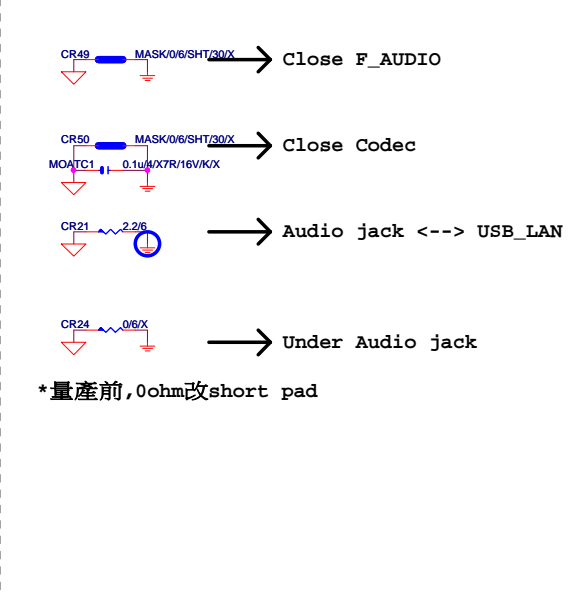 CR49 MASK/0/6/SHT/30/X Close F_AUDIO
CR50 MASK/0/6/SHT/30/X Close Codec
MOATC1 0.1u/4/X7R/16V/K/X
CR21 2.2/6 Audio jack <--> USB_LAN
CR24 0/6/X Under Audio jack
*量產前,0ohm改short pad